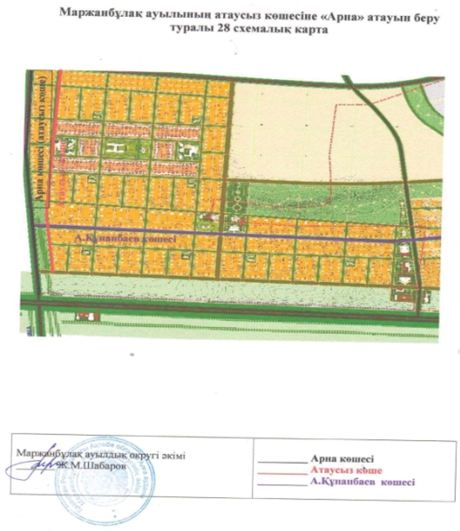 Маржанбұлақ ауылының атаусыз көшесіне «Арна» атауын беру
туралы 28 схемалық карта
Арна көшесі (атаусыз көше)
А.Құнанбаев көшесі
Маржанбұлақ ауылдық округі әкімі
Ж.М.Шабаров
Арна көшесі
Атаусыз көше
А.Құнанбаев көшесі